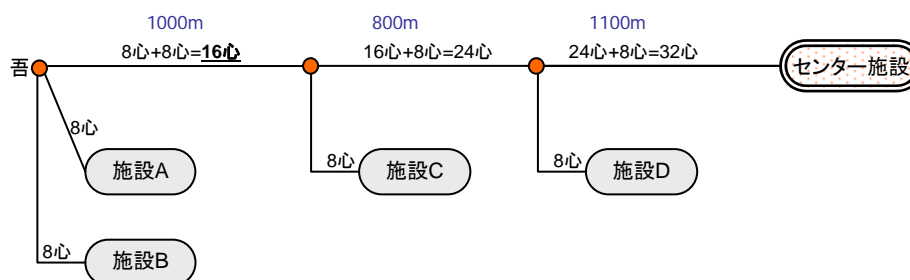 1000m
800m
1100m
8心+8心=16心
16心+8心=24心
24心+8心=32心
吾
センター施設
8心
施設A
8心
施設C
8心
施設D
8心
施設B